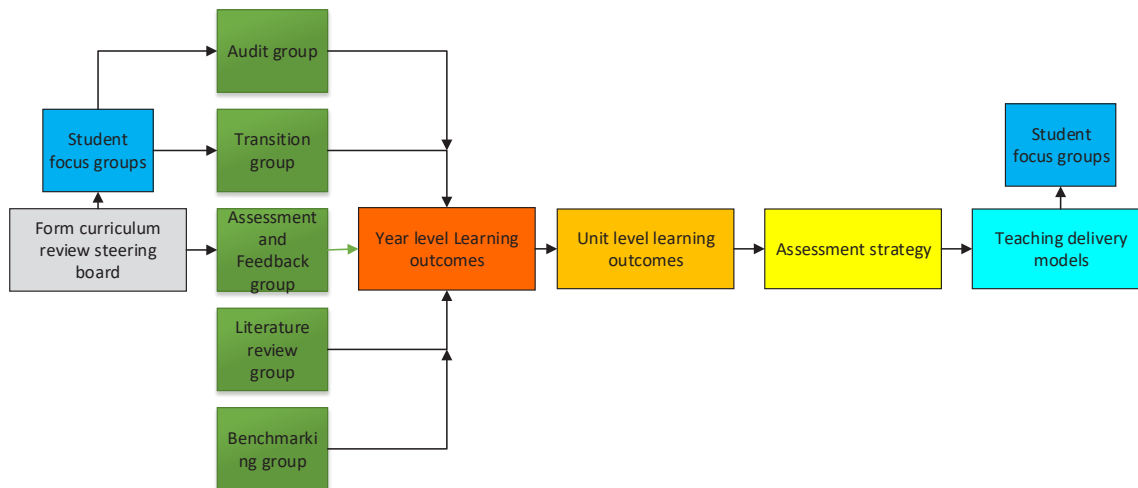 Audit group
Student
focus groups
Transition
group
Student
focus groups
Form curriculum
review steering
board
Assessment
and
Feedback
group
Year level Learning
outcomes
Unit level learning
outcomes
Assessment strategy
Teaching delivery
models
Literature
review
group
Benchmarki
ng group